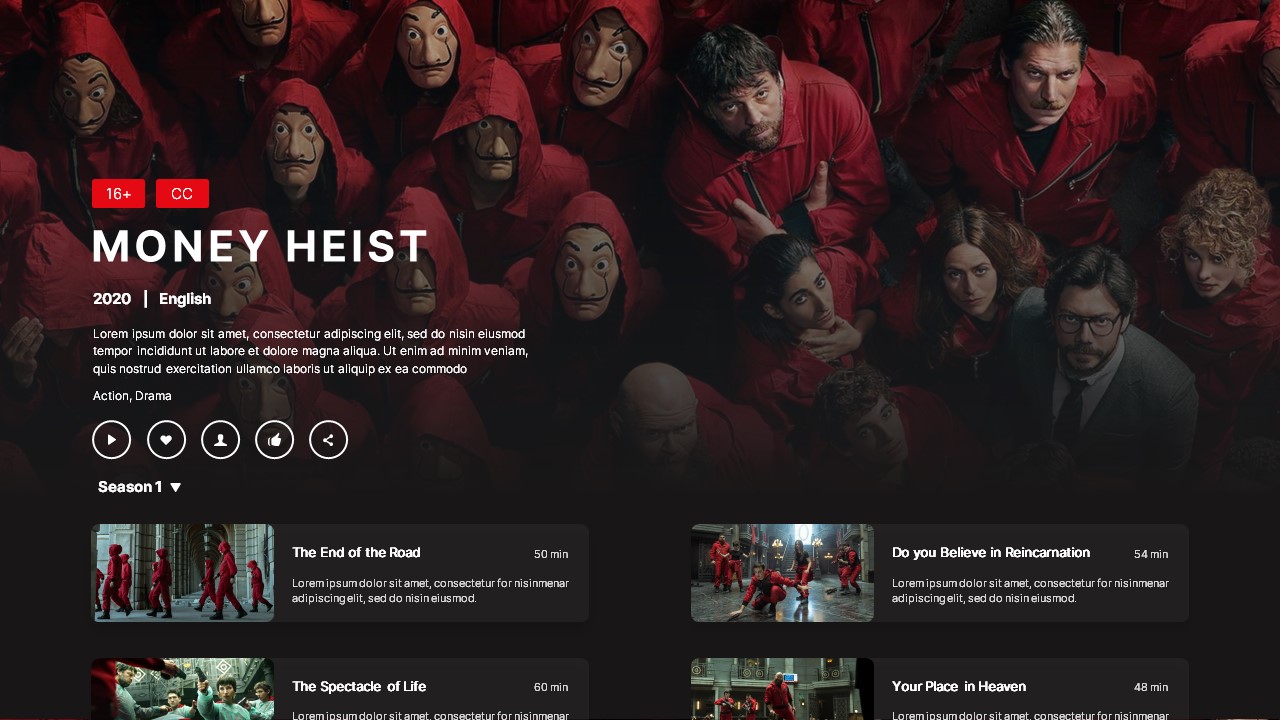 16+ CC
MONEY HEIST
2020 | English
Lorem ipsum dolor sit amet, consectetur adipiscing elit, sed do nisin eiusmod
tempor incididunt ut labore et dolore magna aliqua. Ut enim ad minim veniam,
quis nostrud exercitation ullamco laboris ut aliquip ex ea commodo
Action, Drama
Season 1
The End of the Road 50 min
Lorem ipsum dolor sit amet, consectetur for nisinmenar
adipiscing elit, sed do nisin eiusmod.
Do you Believe in Reincarnation 54 min
Lorem ipsum dolor sit amet, consectetur for nisinmenar
adipiscing elit, sed do nisin eiusmod.
The Spectacle of Life 60 min
Lorem ipsum dolor sit amet, consectetur for nisinmenar
Your Place in Heaven 48 min
Lorem ipsum dolor sit amet, consectetur for nisinmenar